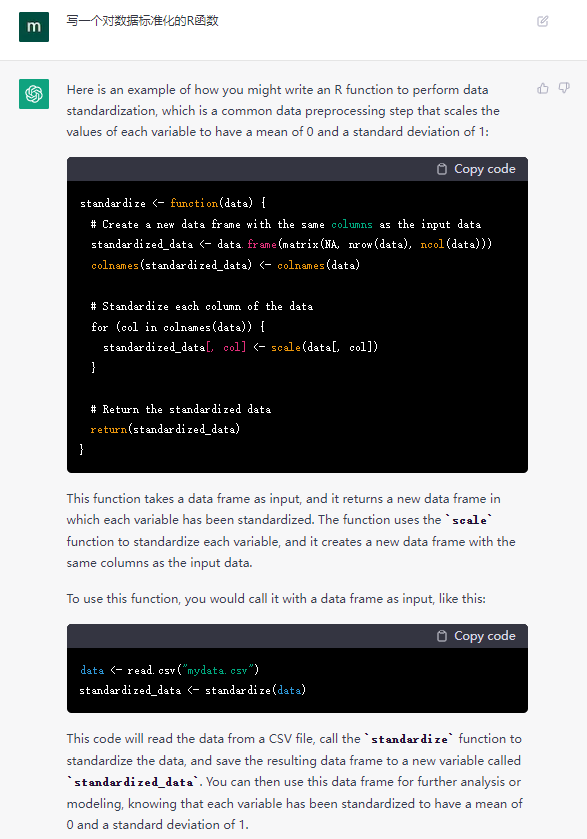 m
写一个对数据标准化的R函数
Here is an example of how you might write an R function to perform data
standardization, which is a common data preprocessing step that scales the
values of each variable to have a mean of 0 and a standard deviation of 1:
Copy code
standardize <- function(data) {
# Create a new data frame with the same columns as the input data
standardized_data <- data.frame(matrix(NA, nrow(data), ncol(data)))
colnames(standardized_data) <- colnames(data)
# Standardize each column of the data
for (col in colnames(data)) {
standardized_data[, col] <- scale(data[, col])
}
# Return the standardized data
return(standardized_data)
}
This function takes a data frame as input, and it returns a new data frame in
which each variable has been standardized. The function uses the `scale`
function to standardize each variable, and it creates a new data frame with the
same columns as the input data.
To use this function, you would call it with a data frame as input, like this:
Copy code
data <- read.csv("mydata.csv")
standardized_data <- standardize(data)
This code will read the data from a CSV file, call the `standardize` function to
standardize the data, and save the resulting data frame to a new variable called
`standardized_data`. You can then use this data frame for further analysis or
modeling, knowing that each variable has been standardized to have a mean of
0 and a standard deviation of 1.